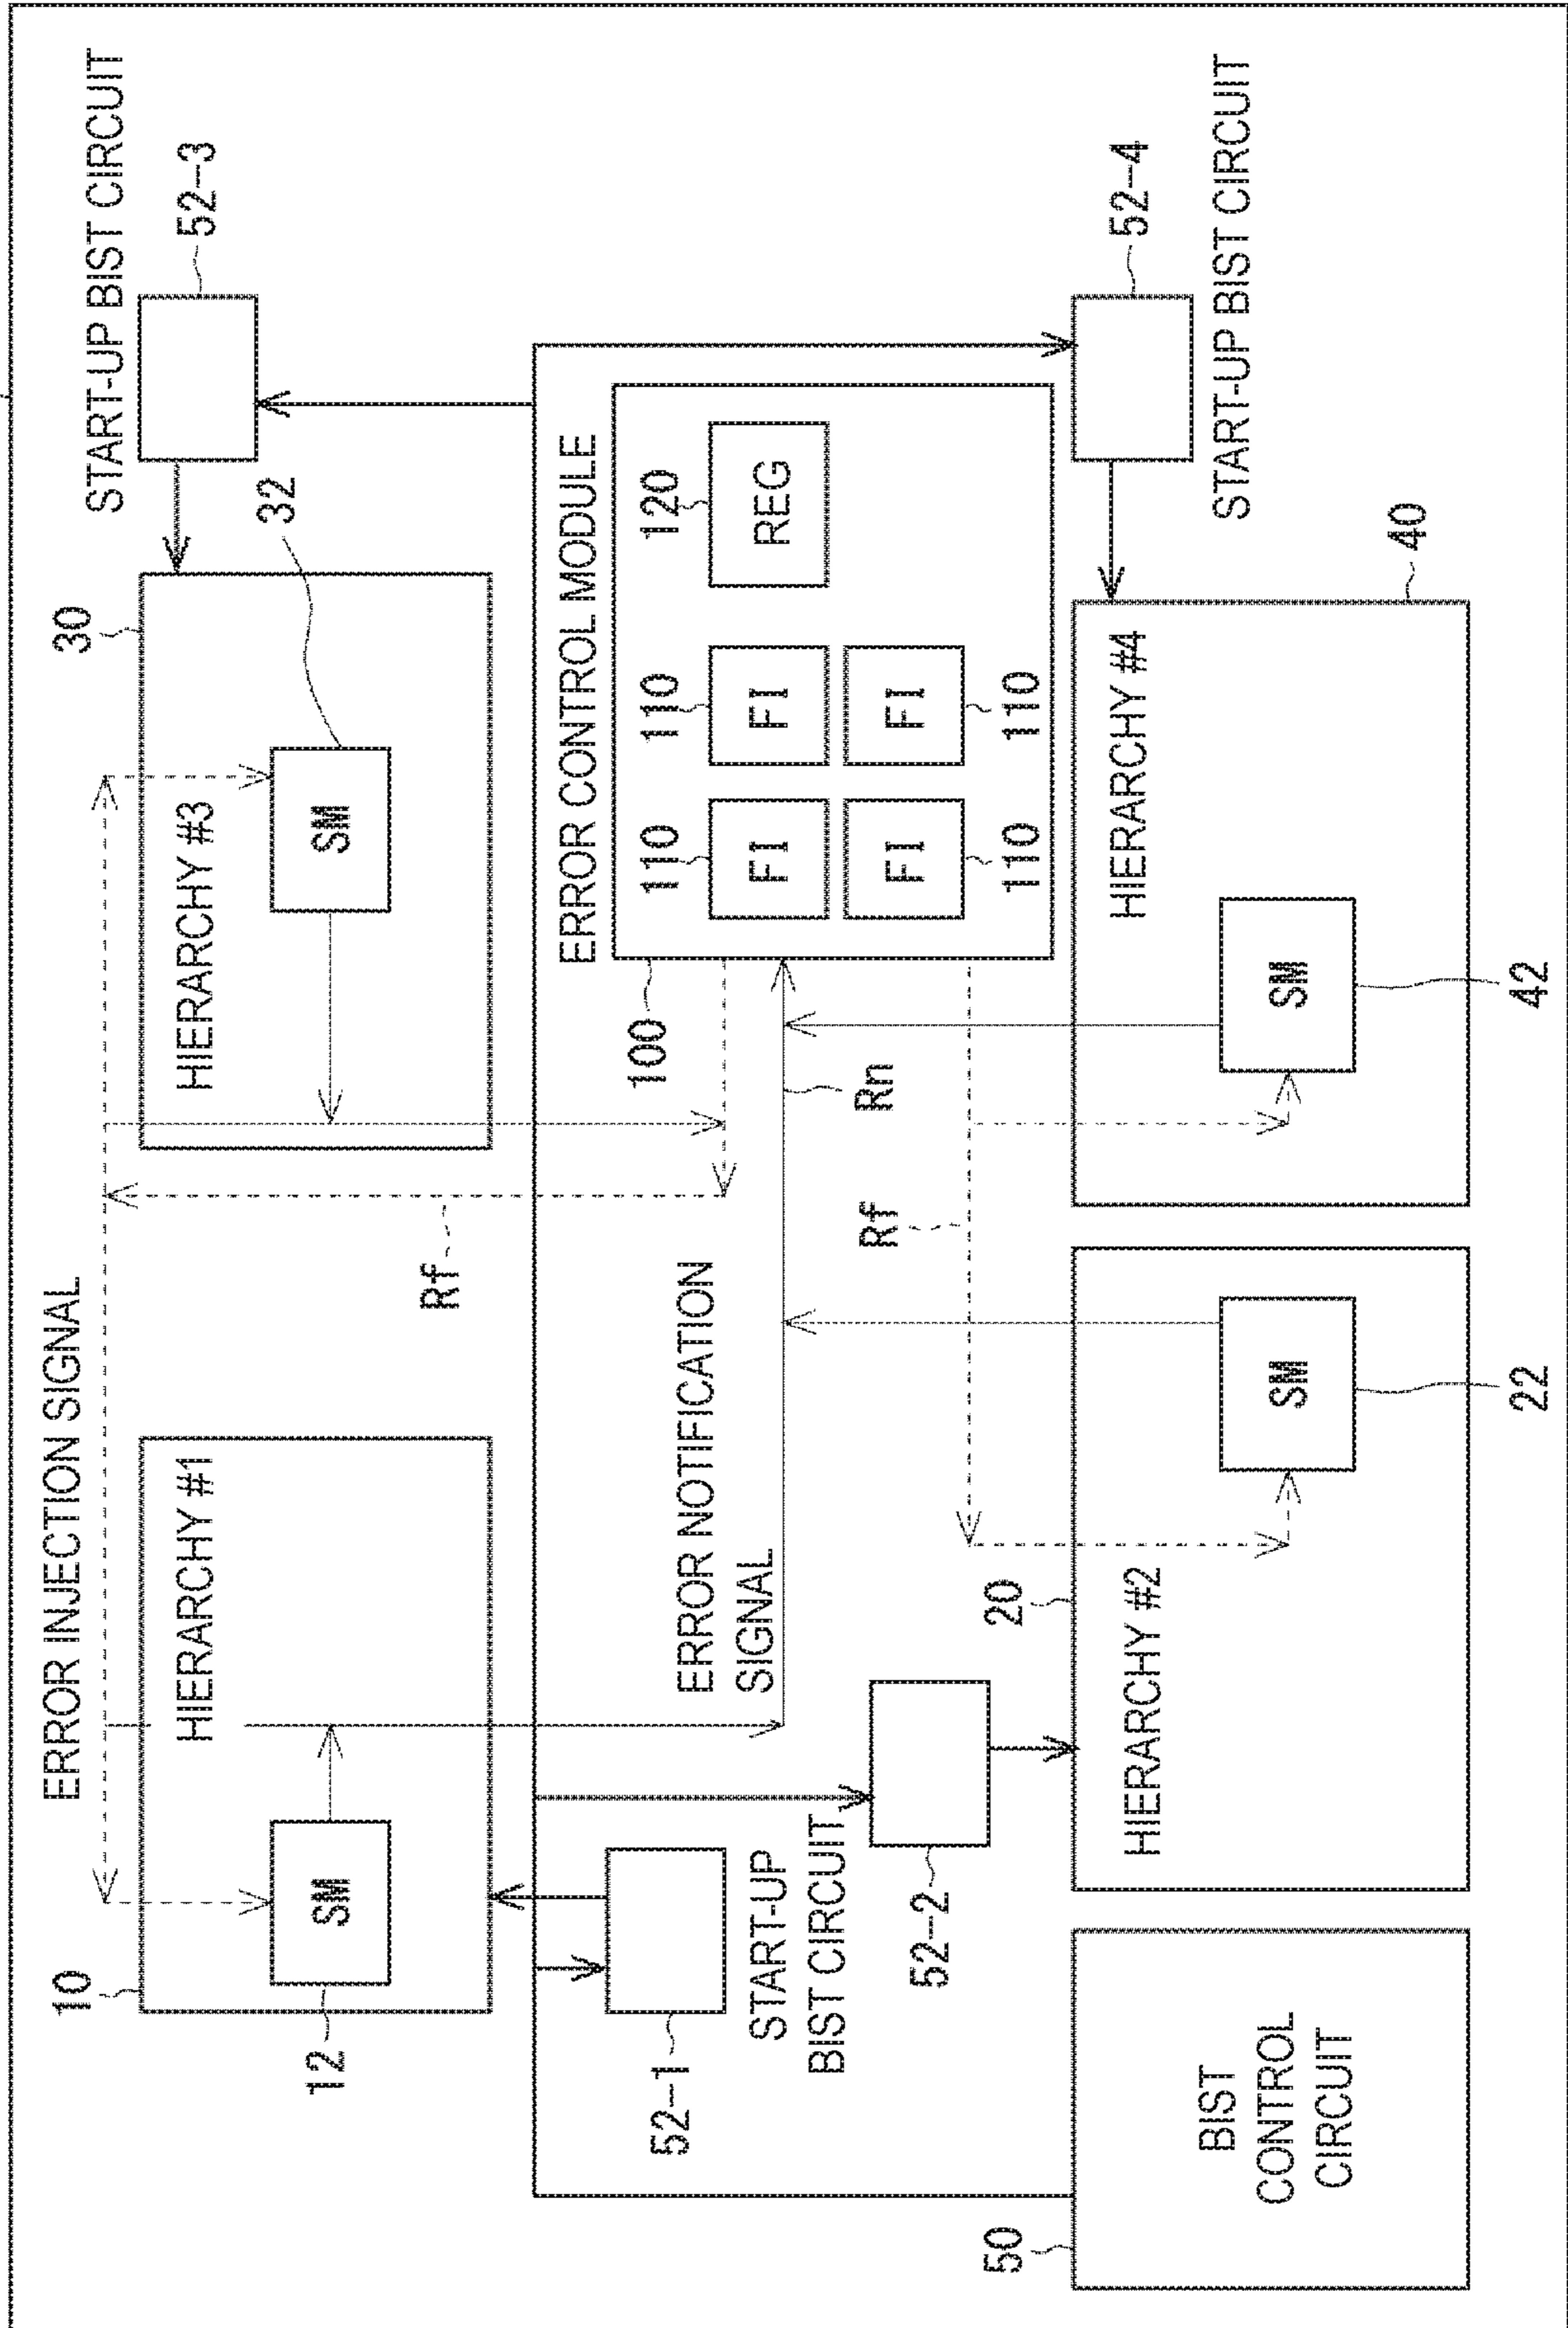 ERROR INJECTION SIGNAL
START-UP BIST CIRCUIT
10
HIERARCHY #1
SM
12
30
HIERARCHY #3
SM
32
52-3
Rf
52-1
START-UP
BIST CIRCUIT
ERROR NOTIFICATION
SIGNAL
Rn
Rf
100
ERROR CONTROL MODULE
110
FI
110
FI
120
REG
FI
110
FI
110
52-2
50
BIST
CONTROL
CIRCUIT
20
HIERARCHY #2
SM
22
HIERARCHY #4
SM
42
40
52-4
START-UP BIST CIRCUIT